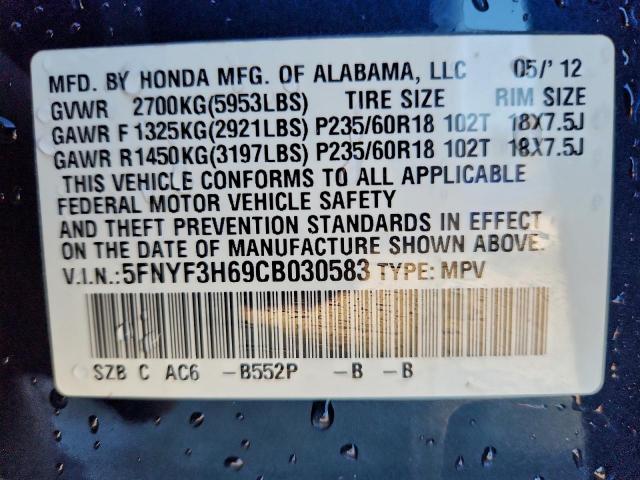 MFD. BY HONDA MFG. OF ALABAMA, LLC 05/'12
GVWR 2700KG(5953LBS) TIRE SIZE RIM SIZE
GAWR F 1325KG(2921LBS) P235/60R18 102T 18X7.5J
GAWR R1450KG(3197LBS) P235/60R18 102T 18X7.5J
THIS VEHICLE CONFORMS TO ALL APPLICABLE
FEDERAL MOTOR VEHICLE SAFETY
AND THEFT PREVENTION STANDARDS IN EFFECT
ON THE DATE OF MANUFACTURE SHOWN ABOVE.
V.I.N.:5FNYF3H69CB030583 TYPE: MPV
SZB C AC6 -B552P -B -B